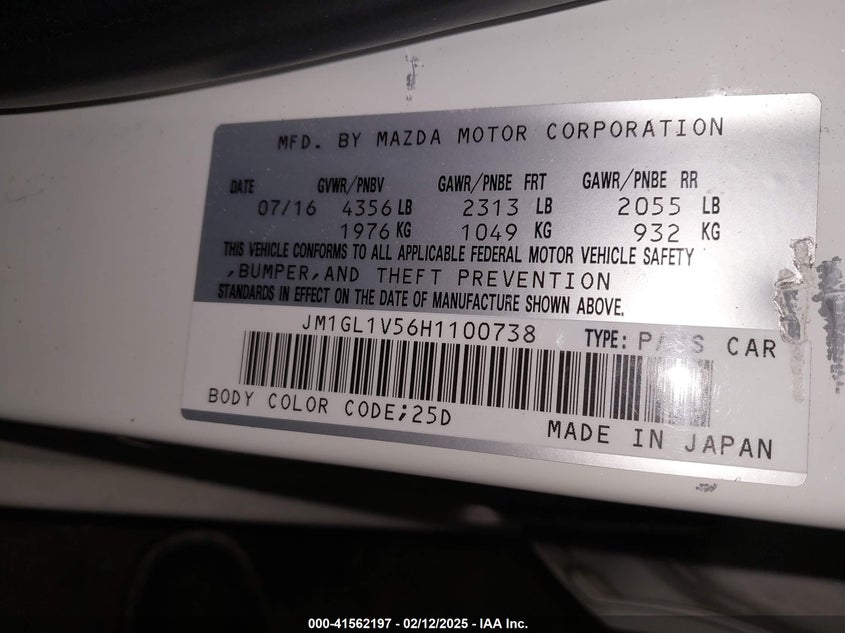 MFD. BY MAZDA MOTOR CORPORATION
DATE GVWR/PNBV GAWR/PNBE FRT GAWR/PNBE RR
07/16 4356 LB 2313 LB 2055 LB
1976 KG 1049 KG 932 KG
THIS VEHICLE CONFORMS TO ALL APPLICABLE FEDERAL MOTOR VEHICLE SAFETY
,BUMPER,AND THEFT PREVENTION
STANDARDS IN EFFECT ON THE DATE OF MANUFACTURE SHOWN ABOVE.
JM1GL1V56H1100738 TYPE: PASS CAR
BODY COLOR CODE;25D
MADE IN JAPAN
000-41562197 - 02/12/2025 - IAA Inc.